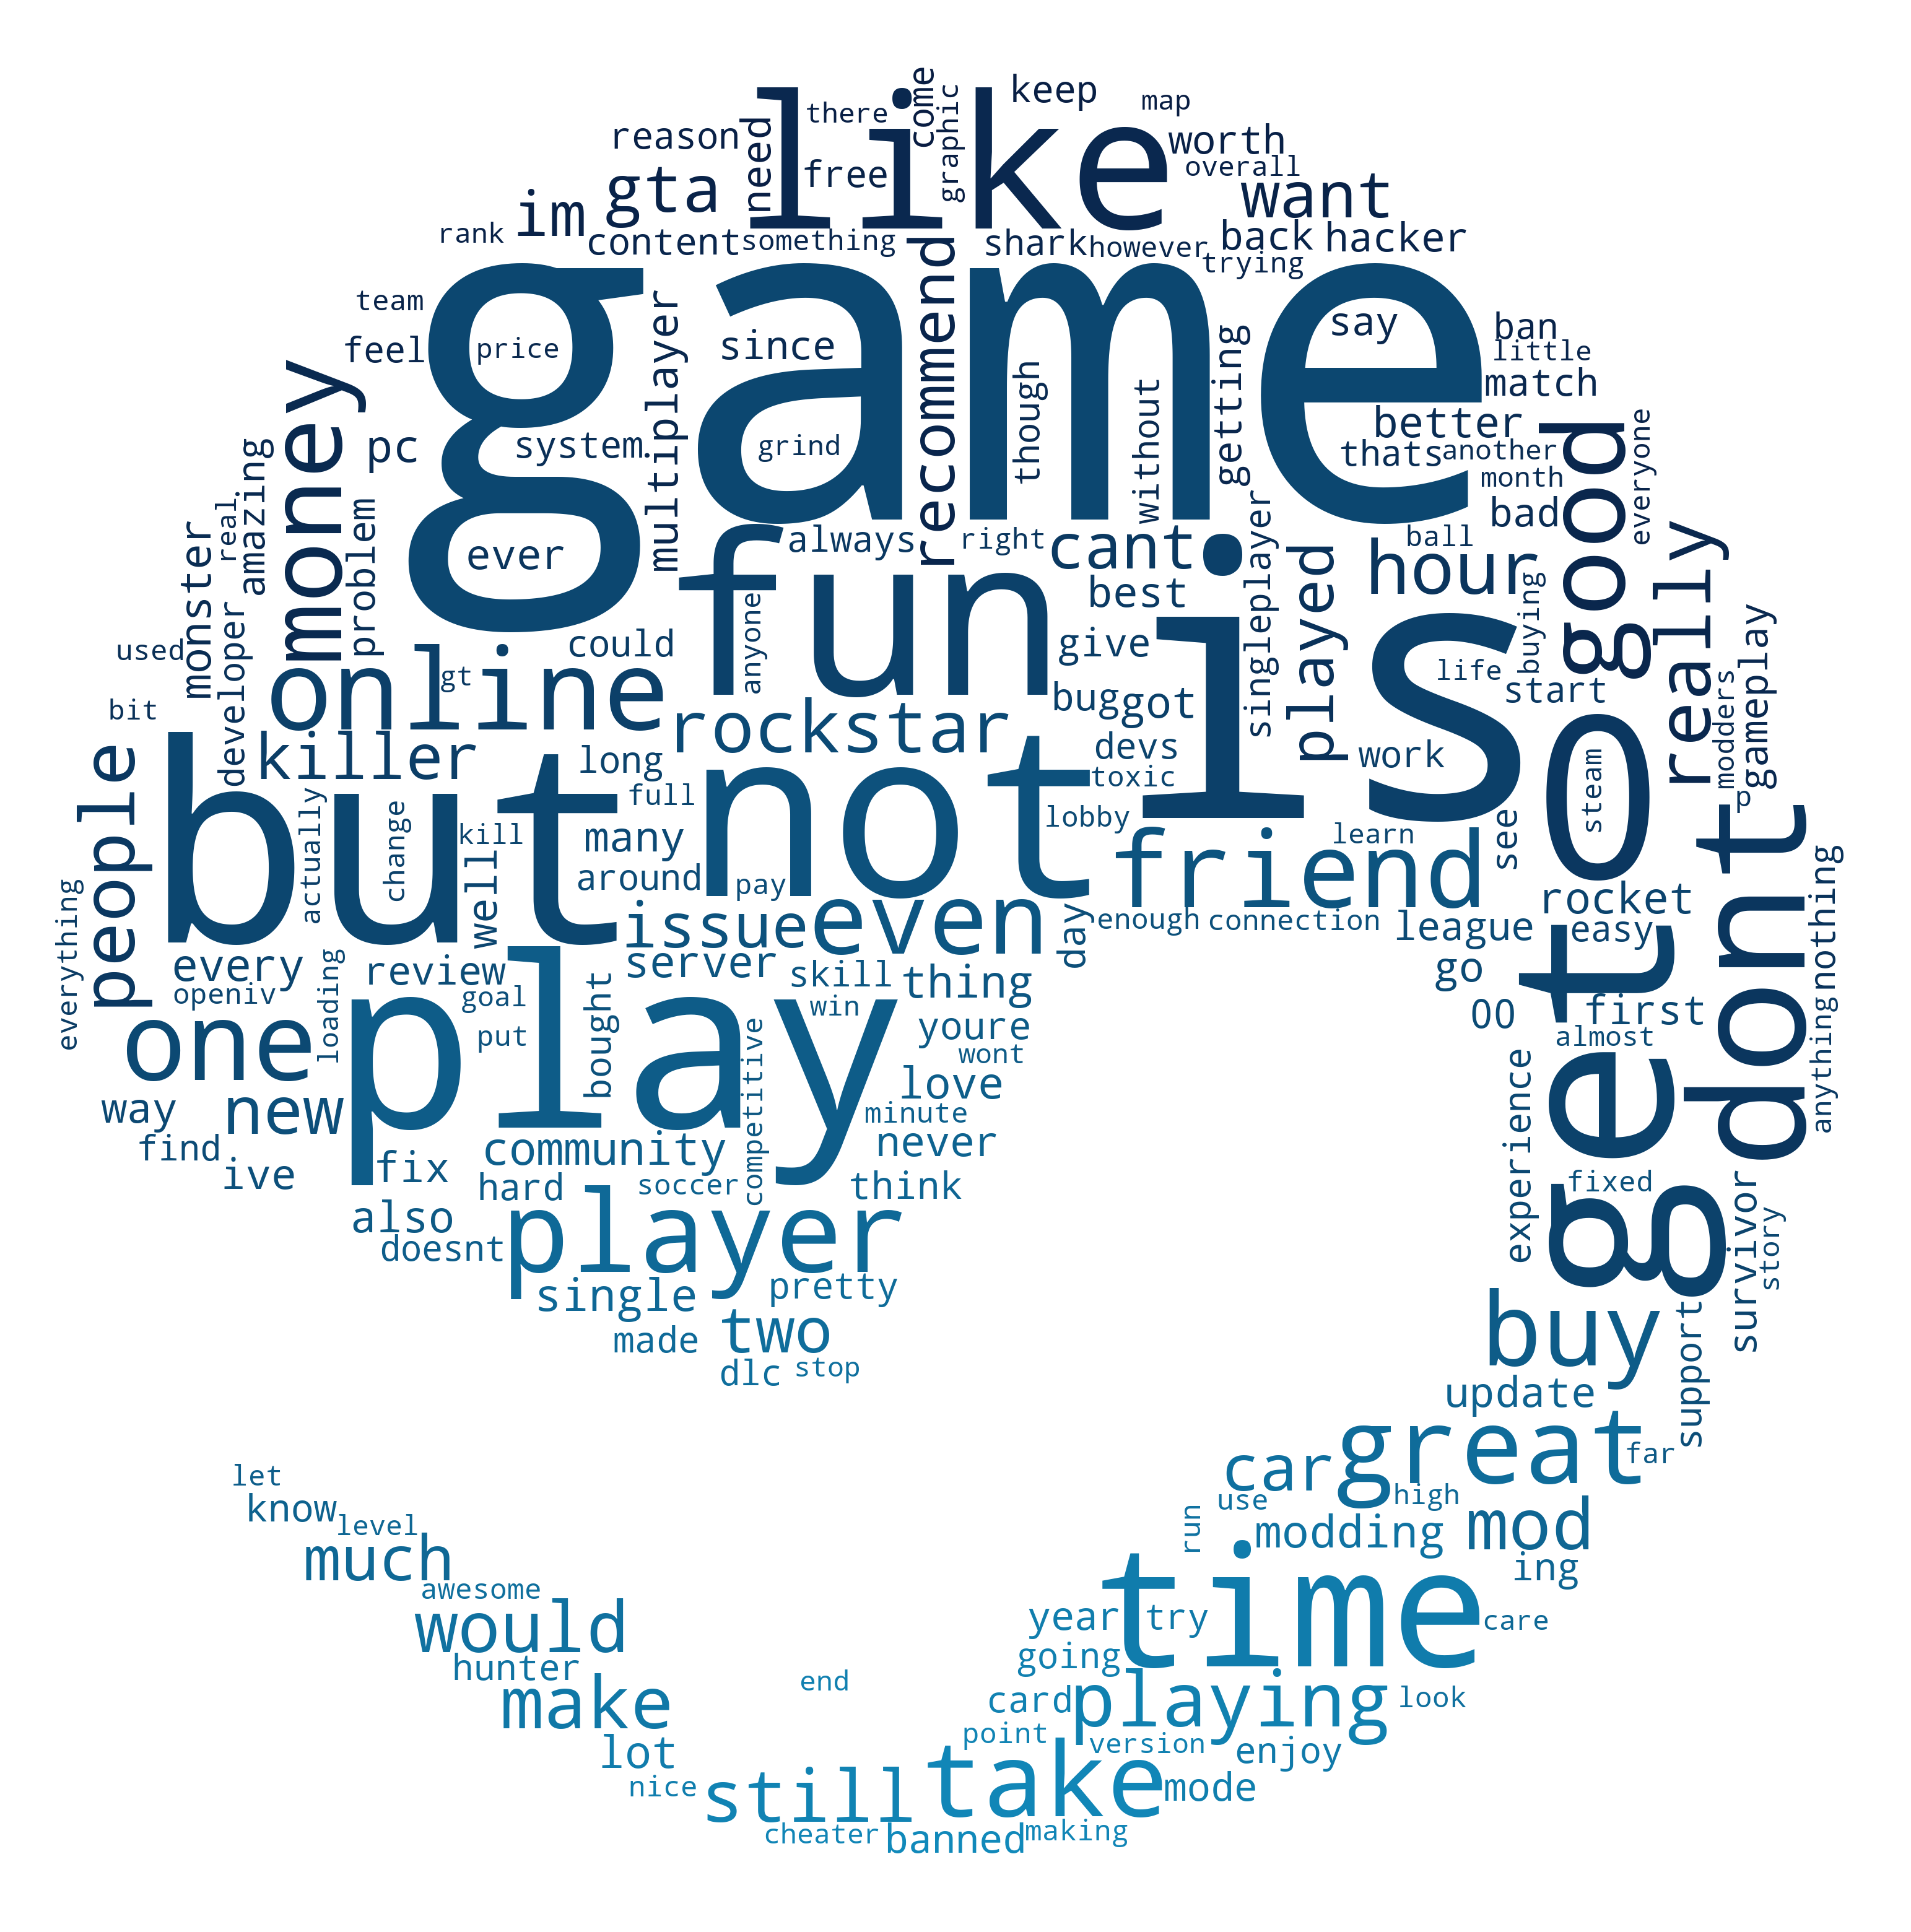 like
come
keep
map
there
graphic
reason
need
free
worth
overall
gta
want
im
rank
content
something
recommend
shark
however
back
hacker
trying
game
team
feel
price
since
say
ban
little
match
money
multiplayer
though
without
getting
better
pc
system
grind
thats
another
month
good
everyone
amazing
real
problem
monster
ever
always
right
cant
best
singleplayer
played
hour
ball
bad
really
fun
is
buying
used
developer
online
gt
could
anyone
give
life
start
gameplay
modders
p
bit
killer
rockstar
bug
got
devs
work
people
but
long
not
toxic
so
steam
actually
change
kill
full
many
lobby
learn
see
well
around
pay
friend
rocket
dont
everything
every
openiv
loading
review
issue
even
day
enough
connection
league
easy
nothing
server
skill
thing
go
get
goal
win
one
play
put
bought
competitive
youre
wont
00
first
almost
anything
love
way
new
minute
experience
find
ive
fix
community
never
hard
soccer
think
fixed
survivor
story
also
doesnt
player
single
pretty
made
two
dlc
stop
buy
support
update
great
far
car
let
know
level
use
high
run
modding
mod
much
awesome
ing
time
would
year
try
care
hunter
going
make
end
card
playing
look
lot
point
version
enjoy
nice
still
take
mode
cheater
banned
making